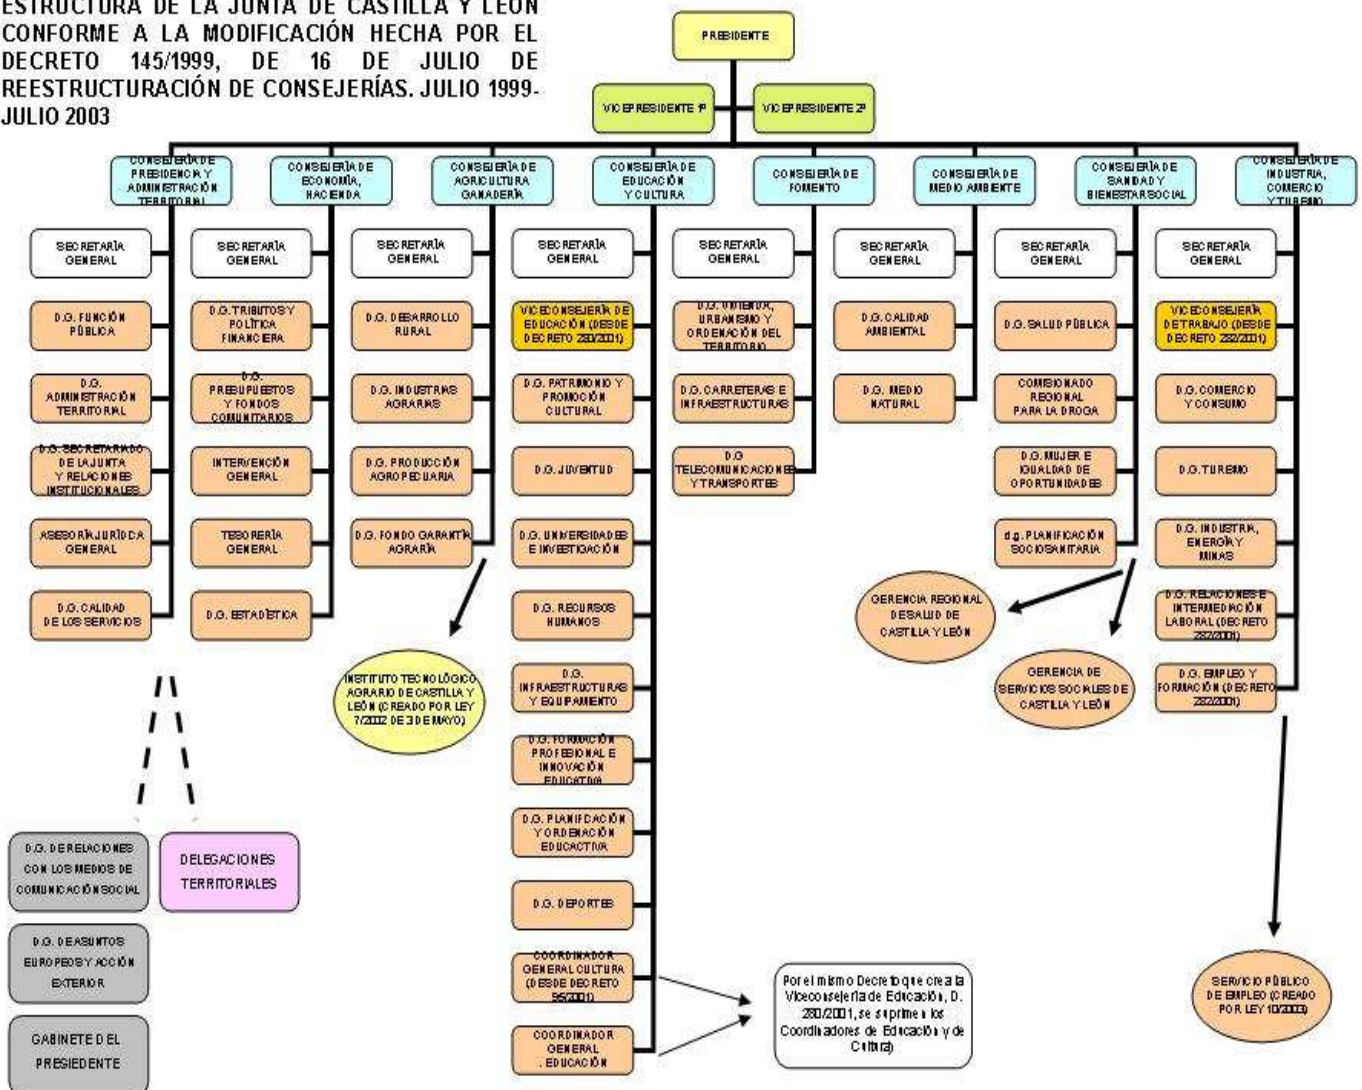 ESTRUCTURA DE LA JUNTA DE CASTILLA Y LEÓN
CONFORME A LA MODIFICACIÓN HECHA POR EL
DECRETO 145/1999, DE 16 DE JULIO DE
REESTRUCTURACIÓN DE CONSEJERÍAS. JULIO 1999-
JULIO 2003
PRESIDENTE
VICEPRESIDENTE 1º
VICEPRESIDENTE 2º
CONSEJERÍA DE
PRESIDENCIA Y
ADMINISTRACIÓN
TERRITORIAL
CONSEJERÍA DE
ECONOMÍA,
HACIENDA
CONSEJERÍA DE
AGRICULTURA
GANADERÍA
CONSEJERÍA DE
EDUCACIÓN
Y CULTURA
CONSEJERÍA DE
FOMENTO
CONSEJERÍA DE
MEDIO AMBIENTE
CONSEJERÍA DE
SANIDAD Y
BIENESTAR SOCIAL
CONSEJERÍA DE
INDUSTRIA,
COMERCIO
Y TURISMO
SECRETARÍA
GENERAL
D.G. FUNCIÓN
PÚBLICA
D.G.
ADMINISTRACIÓN
TERRITORIAL
D.G. SECRETARIADO
DE LA JUNTA
Y RELACIONES
INSTITUCIONALES
ASESORÍA JURÍDICA
GENERAL
D.G. CALIDAD
DE LOS SERVICIOS
SECRETARÍA
GENERAL
D.G. TRIBUTOS Y
POLÍTICA
FINANCIERA
D.G.
PRESUPUESTOS
Y FONDOS
COMUNITARIOS
INTERVENCIÓN
GENERAL
TESORERÍA
GENERAL
D.G. ESTADÍSTICA
SECRETARÍA
GENERAL
D.G. DESARROLLO
RURAL
D.G. INDUSTRIAS
AGRARIAS
D.G. PRODUCCIÓN
AGROPECUARIA
D.G. FONDO GARANTÍA
AGRARIA
INSTITUTO TECNOLÓGICO
AGRARIO DE CASTILLA Y
LEÓN (CREADO POR LEY
7/2002 DE 3 DE MAYO)
SECRETARÍA
GENERAL
VICECONSEJERÍA DE
EDUCACIÓN (DESDE
DECRETO 280/2001)
D.G. PATRIMONIO Y
PROMOCIÓN
CULTURAL
D.G. JUVENTUD
D.G. UNIVERSIDADES
E INVESTIGACIÓN
D.G. RECURSOS
HUMANOS
D.G.
INFRAESTRUCTURAS
Y EQUIPAMIENTO
D.G. FORMACIÓN
PROFESIONAL E
INNOVACIÓN
EDUCATIVA
D.G. PLANIFICACIÓN
Y ORDENACIÓN
EDUCACTIVA
D.G. DEPORTES
COORDINADOR
GENERAL CULTURA
(DESDE DECRETO
95/2001)
COORDINADOR
GENERAL
. EDUCACIÓN
SECRETARÍA
GENERAL
D.G. VIVIENDA,
URBANISMO Y
ORDENACIÓN DEL
TERRITORIO
D.G. CARRETERAS E
INFRAESTRUCTURAS
D.G
TELECOMUNICACIONES
Y TRANSPORTES
SECRETARÍA
GENERAL
D.G. CALIDAD
AMBIENTAL
D.G. MEDIO
NATURAL
SECRETARÍA
GENERAL
D.G. SALUD PÚBLICA
COMISIONADO
REGIONAL
PARA LA DROGA
D.G. MUJER E
IGUALDAD DE
OPORTUNIDADES
d.g. PLANIFICACIÓN
SOCIOSANITARIA
GERENCIA REGIONAL
DE SALUD DE
CASTILLA Y LEÓN
GERENCIA DE
SERVICIOS SOCIALES DE
CASTILLA Y LEÓN
SECRETARÍA
GENERAL
VICECONSEJERÍA
DE TRABAJO (DESDE
DECRETO 282/2001)
D.G. COMERCIO
Y CONSUMO
D.G. TURISMO
D.G. INDUSTRIA,
ENERGÍA Y
MINAS
D.G. RELACIONES E
INTERMEDIACIÓN
LABORAL (DECRETO
282/2001)
D.G. EMPLEO Y
FORMACIÓN (DECRETO
282/2001)
SERVICIO PÚBLICO
DE EMPLEO (CREADO
POR LEY 10/2003)
D.G. DE RELACIONES
CON LOS MEDIOS DE
COMUNICACIÓN SOCIAL
DELEGACIONES
TERRITORIALES
D.G. DE ASUNTOS
EUROPEOS Y ACCIÓN
EXTERIOR
GABINETE DEL
PRESIEDENTE
Por el mismo Decreto que crea la
Viceconsejería de Educación, D.
280/2001, se suprimen los
Coordinadores de Educación y de
Cultura)